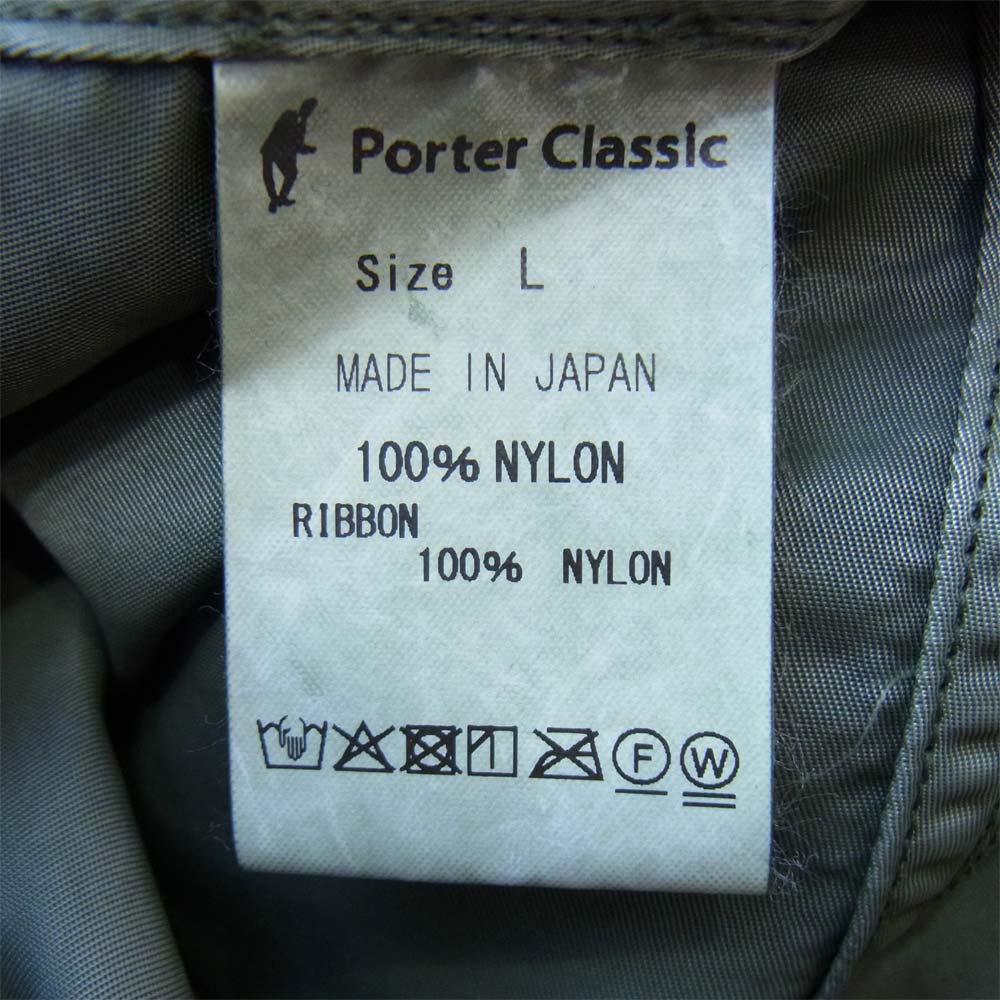 Porter Classic
Size L
MADE IN JAPAN
100% NYLON
RIBBON
100% NYLON
F W